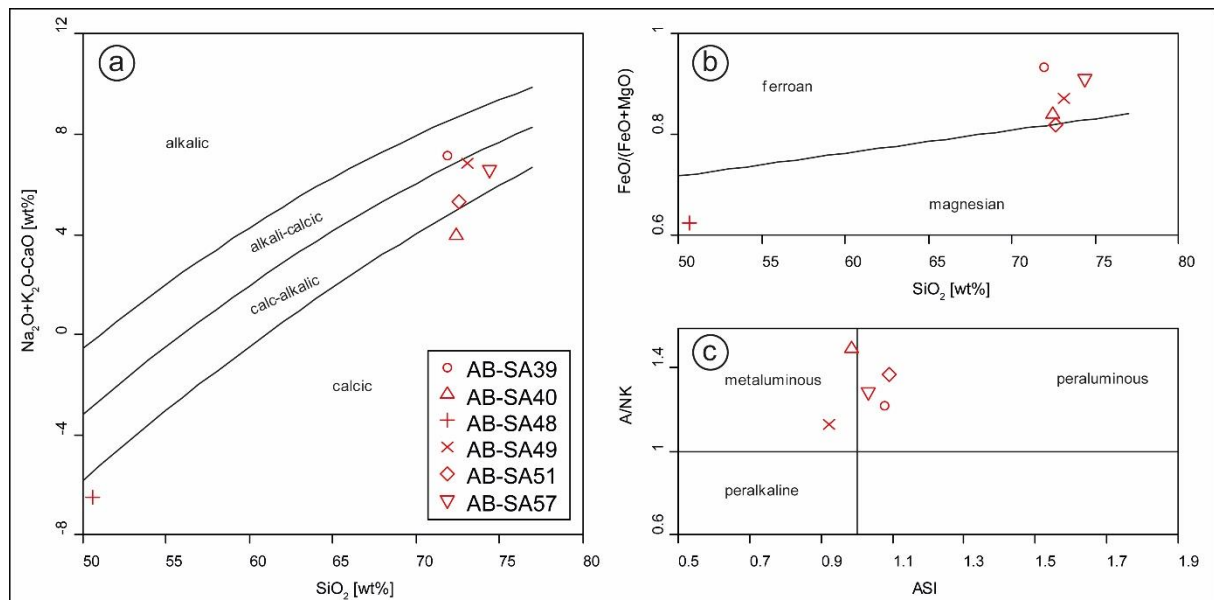 a
12
8
4
0
-4
-8
Na₂O+K₂O-CaO [wt%]
alkalic
alkali-calcic
calc-alkalic
calcic
AB-SA39
AB-SA40
AB-SA48
AB-SA49
AB-SA51
AB-SA57
50 55 60 65 70 75 80
SiO₂ [wt%]
b
1
0.8
0.6
FeO/(FeO+MgO)
ferroan
magnesian
50 55 60 65 70 75 80
SiO₂ [wt%]
c
1.4
1
0.6
A/NK
metaluminous
peraluminous
peralkaline
0.5 0.7 0.9 1.1 1.3 1.5 1.7 1.9
ASI